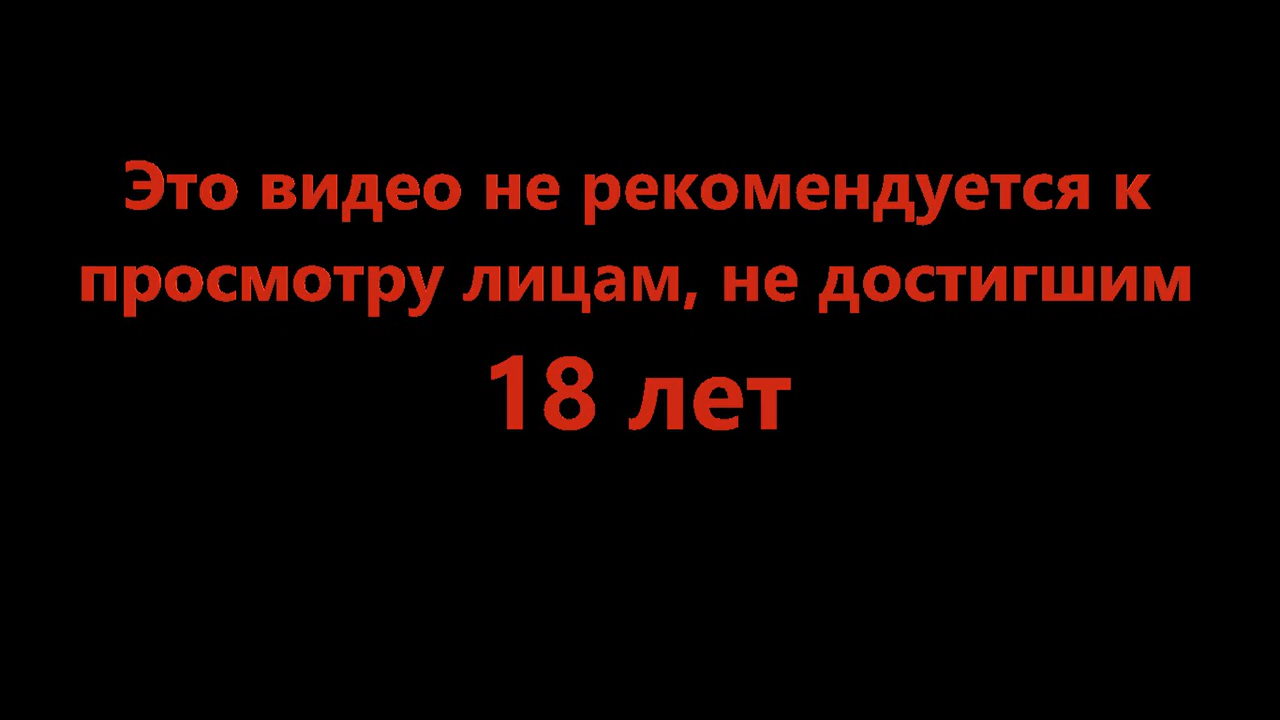 Это видео не рекомендуется к
просмотру лицам, не достигшим
18 лет